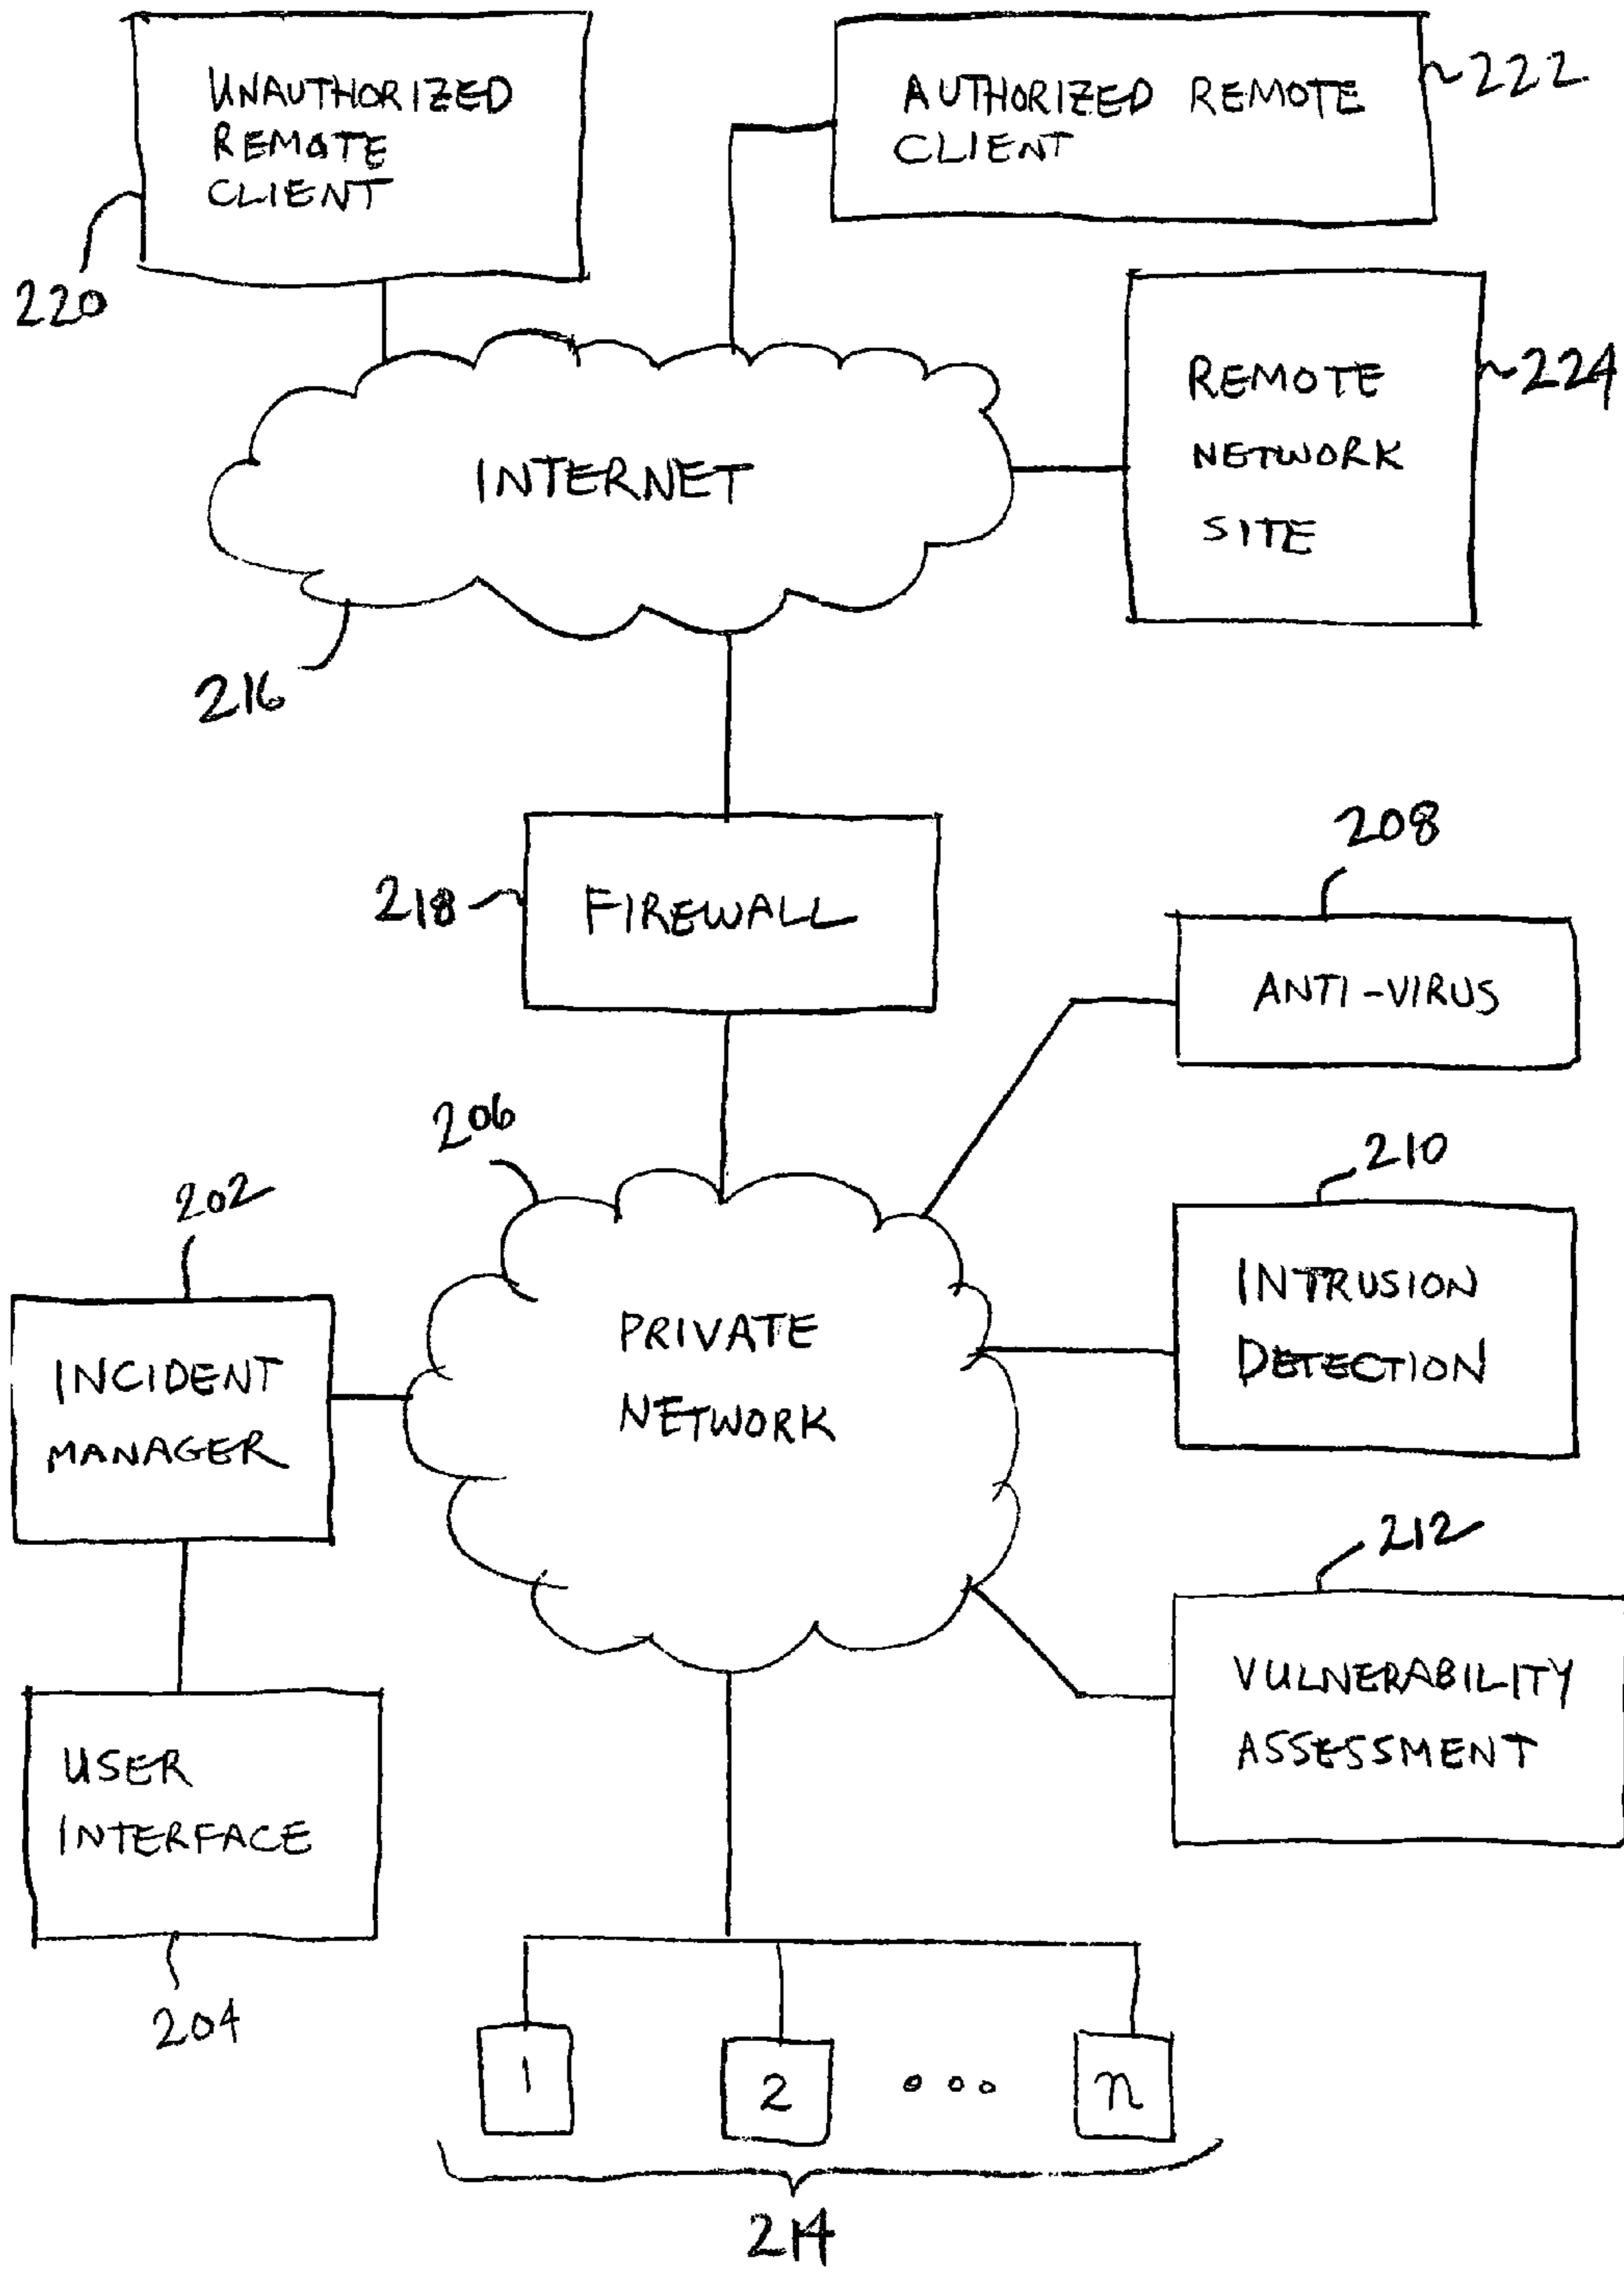 UNAUTHORIZED
REMOTE
CLIENT
220
AUTHORIZED REMOTE
CLIENT
222
REMOTE
NETWORK
SITE
224
INTERNET
216
218
FIREWALL
208
ANTI-VIRUS
206
PRIVATE
NETWORK
210
INTRUSION
DETECTION
202
INCIDENT
MANAGER
212
VULNERABILITY
ASSESSMENT
USER
INTERFACE
204
1 2 ... n
214